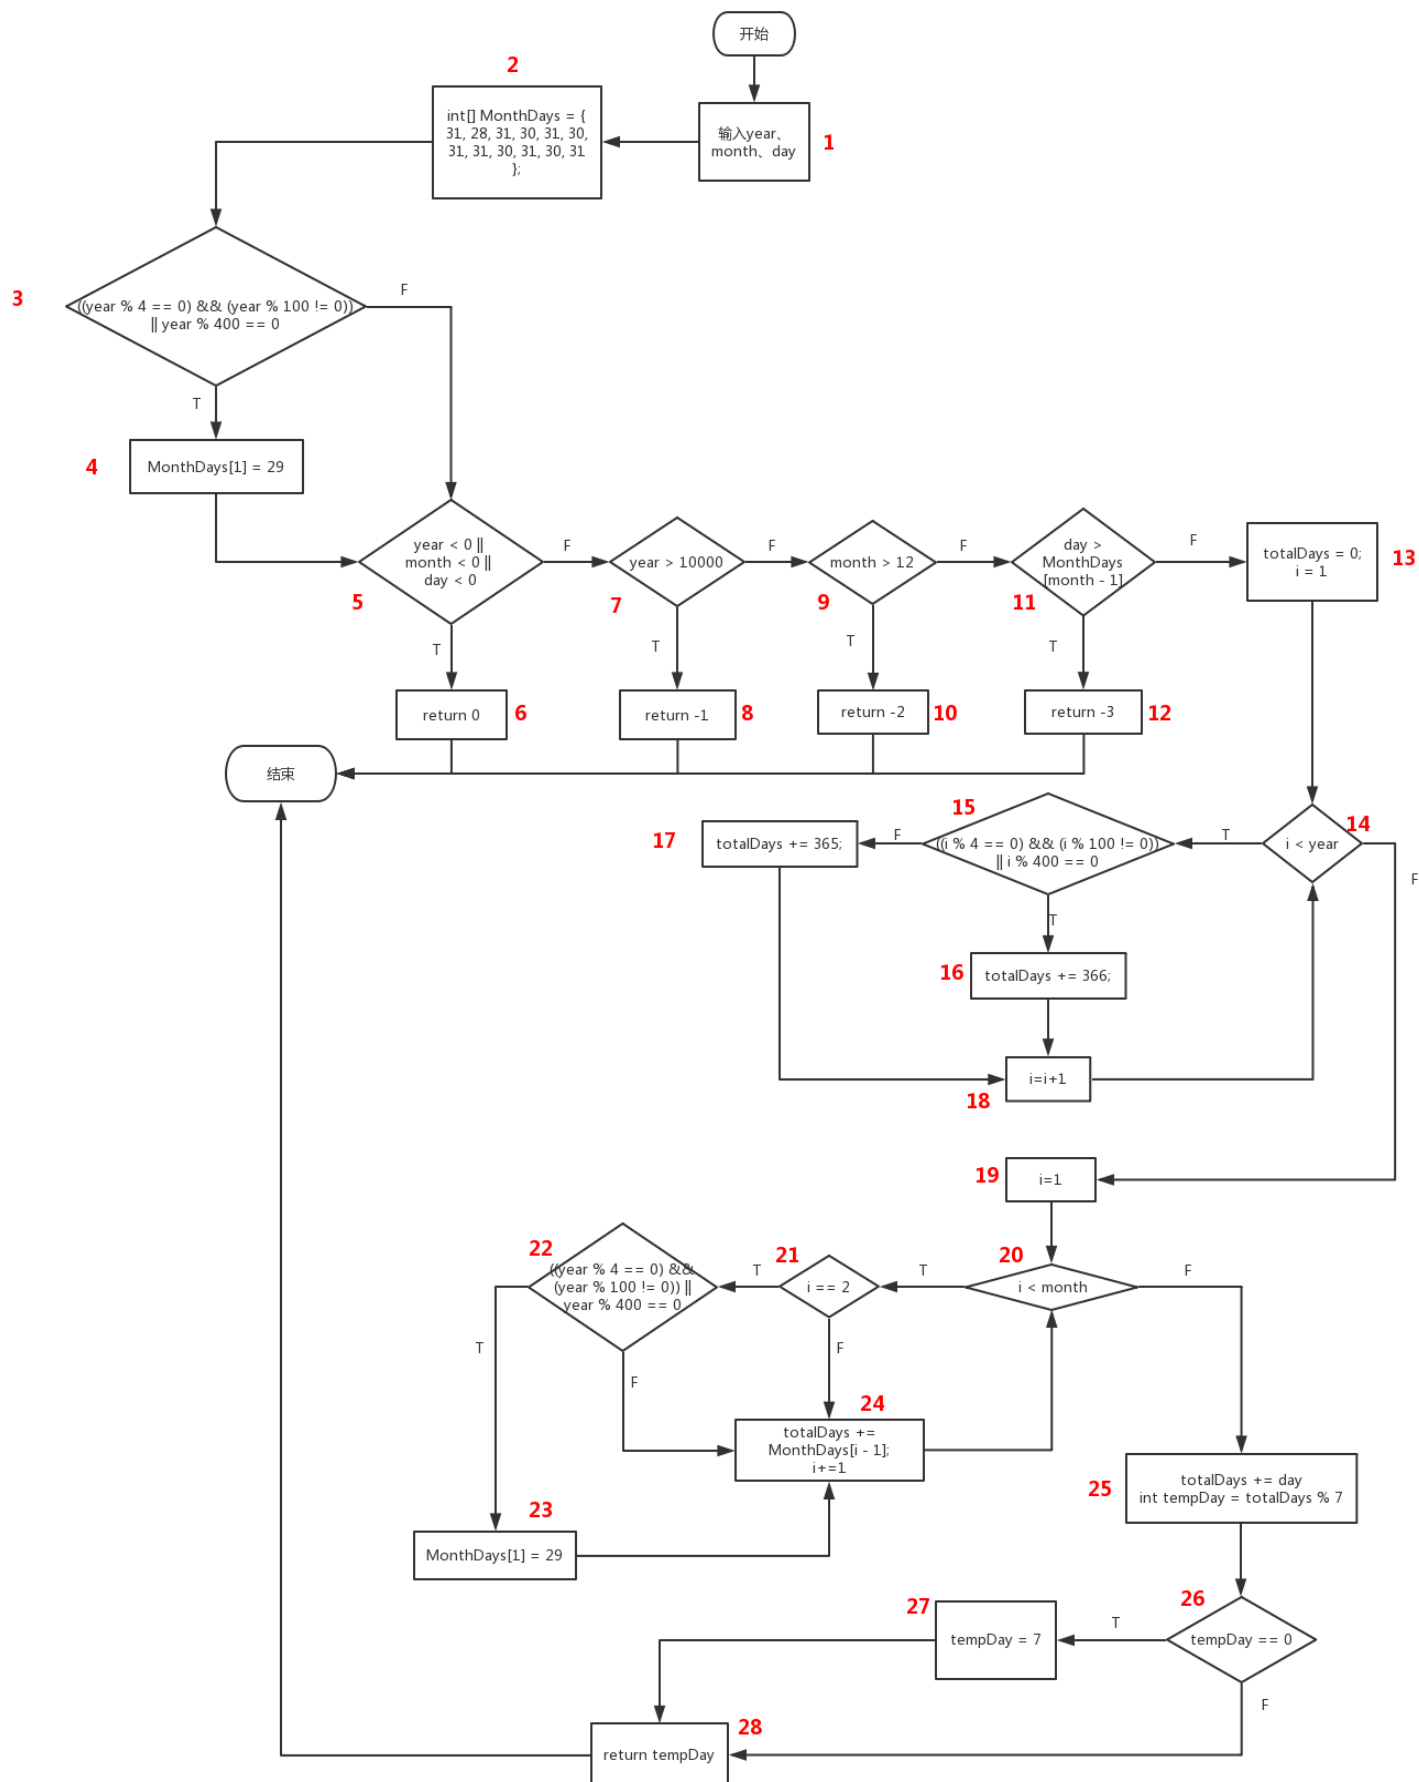 开始
2
int[] MonthDays = {
31, 28, 31, 30, 31, 30,
31, 31, 30, 31, 30, 31
};
输入year、
month、day
1
3
((year % 4 == 0) && (year % 100 != 0))
|| year % 400 == 0
F
T
4
MonthDays[1] = 29
year < 0 ||
month < 0 ||
day < 0
5
F
T
year > 10000
7
F
T
month > 12
9
F
T
day >
MonthDays
[month - 1]
11
F
T
totalDays = 0;
i = 1
13
return 0
6
return -1
8
return -2
10
return -3
12
结束
14
i < year
T
F
15
((i % 4 == 0) && (i % 100 != 0))
|| i % 400 == 0
F
T
17
totalDays += 365;
16
totalDays += 366;
i=i+1
18
19
i=1
20
i < month
T
F
21
i == 2
T
F
22
((year % 4 == 0) &&
(year % 100 != 0)) ||
year % 400 == 0
T
F
24
totalDays +=
MonthDays[i - 1];
i+=1
23
MonthDays[1] = 29
25
totalDays += day
int tempDay = totalDays % 7
26
tempDay == 0
T
F
27
tempDay = 7
28
return tempDay